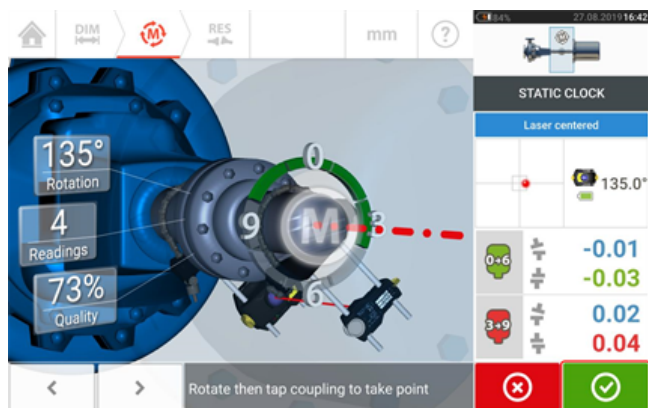 DIM
M
RES
mm
?
84%
27.08.2019 16:42
STATIC CLOCK
Laser centered
135.0°
135°
Rotation
4
Readings
73%
Quality
0
9
M
3
6
0→6
-0.01
-0.03
3→9
0.02
0.04
Rotate then tap coupling to take point